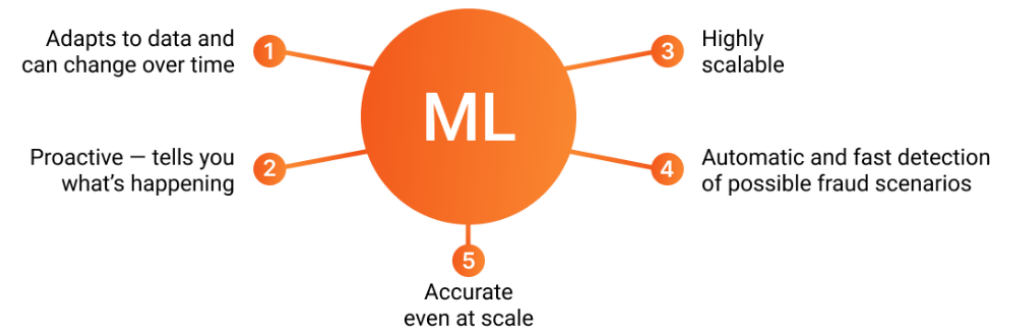 ML
1
Adapts to data and
can change over time
2
Proactive — tells you
what's happening
3
Highly
scalable
4
Automatic and fast detection
of possible fraud scenarios
5
Accurate
even at scale